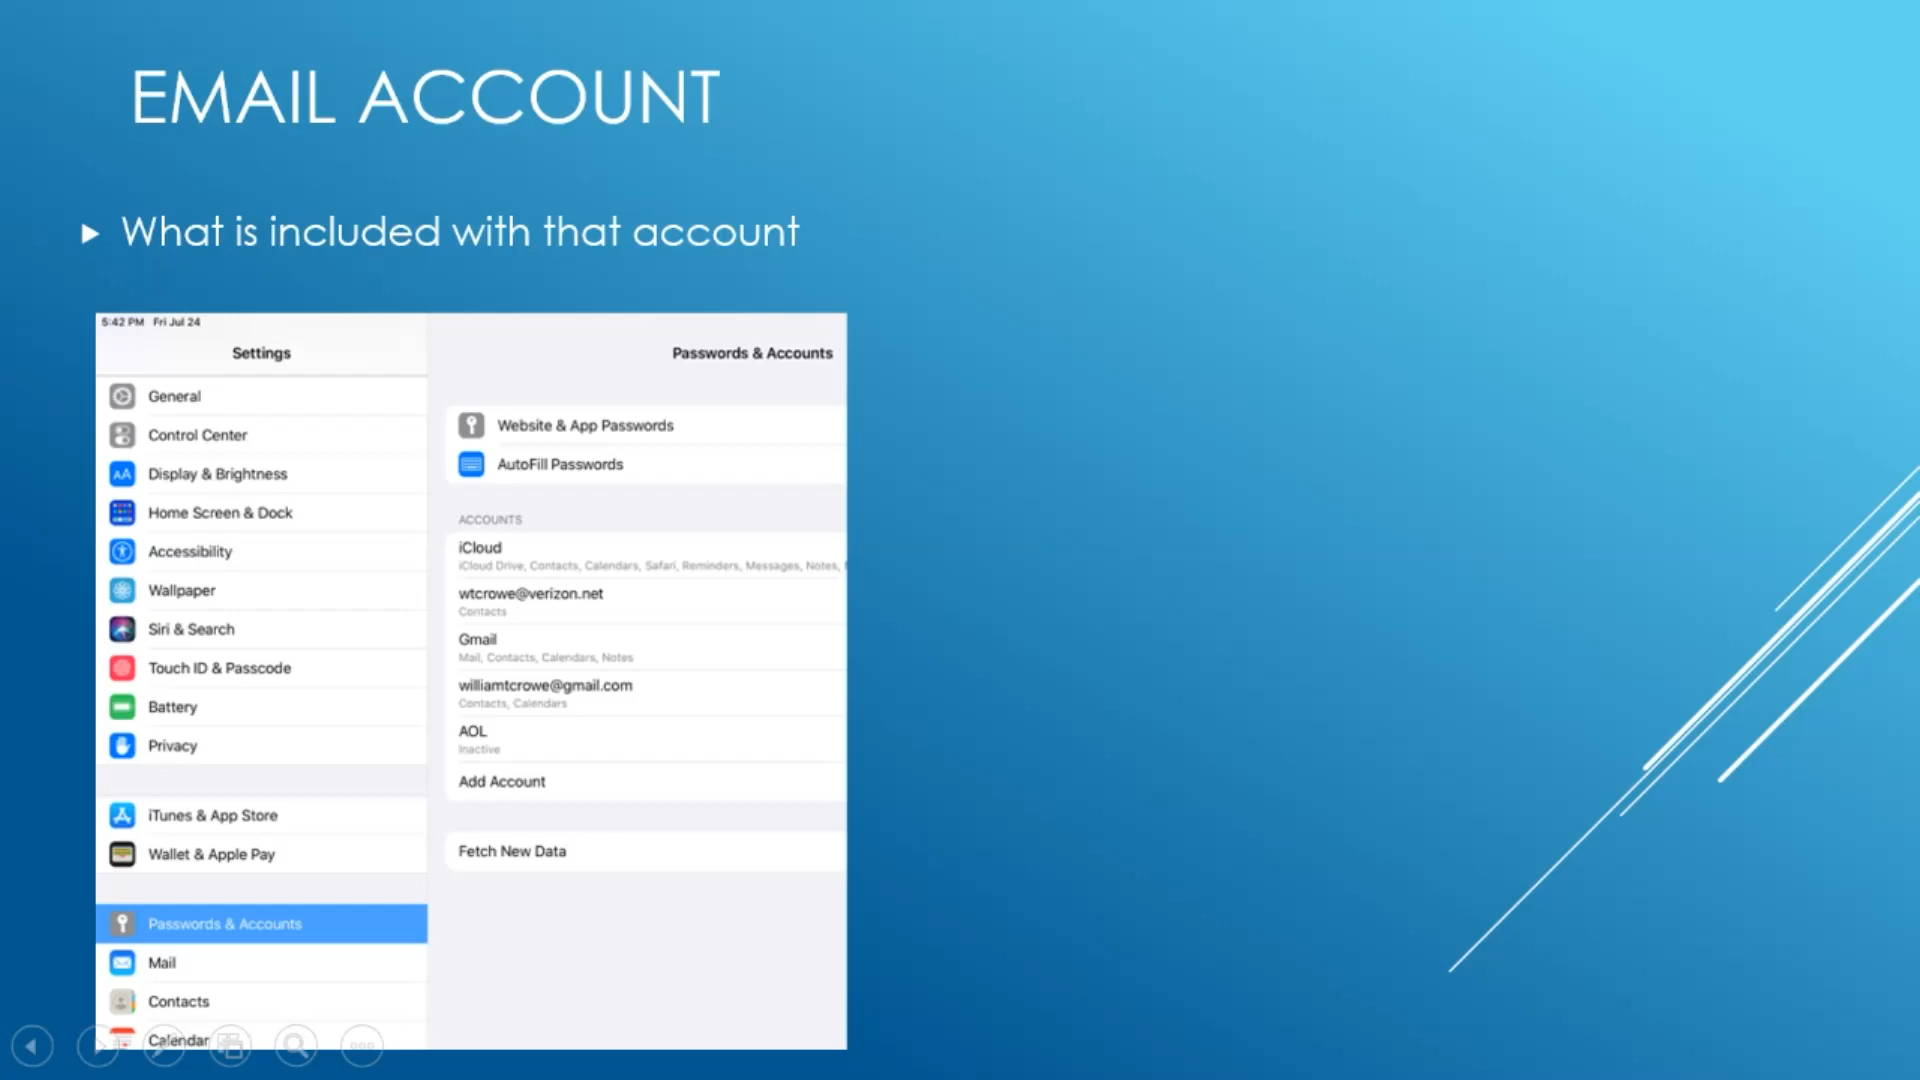 EMAIL ACCOUNT
What is included with that account
5:42 PM Fri Jul 24
Settings
General
Control Center
Display & Brightness
Home Screen & Dock
Accessibility
Wallpaper
Siri & Search
Touch ID & Passcode
Battery
Privacy
iTunes & App Store
Wallet & Apple Pay
Passwords & Accounts
Mail
Contacts
Calendar
Passwords & Accounts
Website & App Passwords
AutoFill Passwords
ACCOUNTS
iCloud
iCloud Drive, Contacts, Calendars, Safari, Reminders, Messages, Notes,
wtcrowe@verizon.net
Contacts
Gmail
Mail, Contacts, Calendars, Notes
williamtcrowe@gmail.com
Contacts, Calendars
AOL
Inactive
Add Account
Fetch New Data